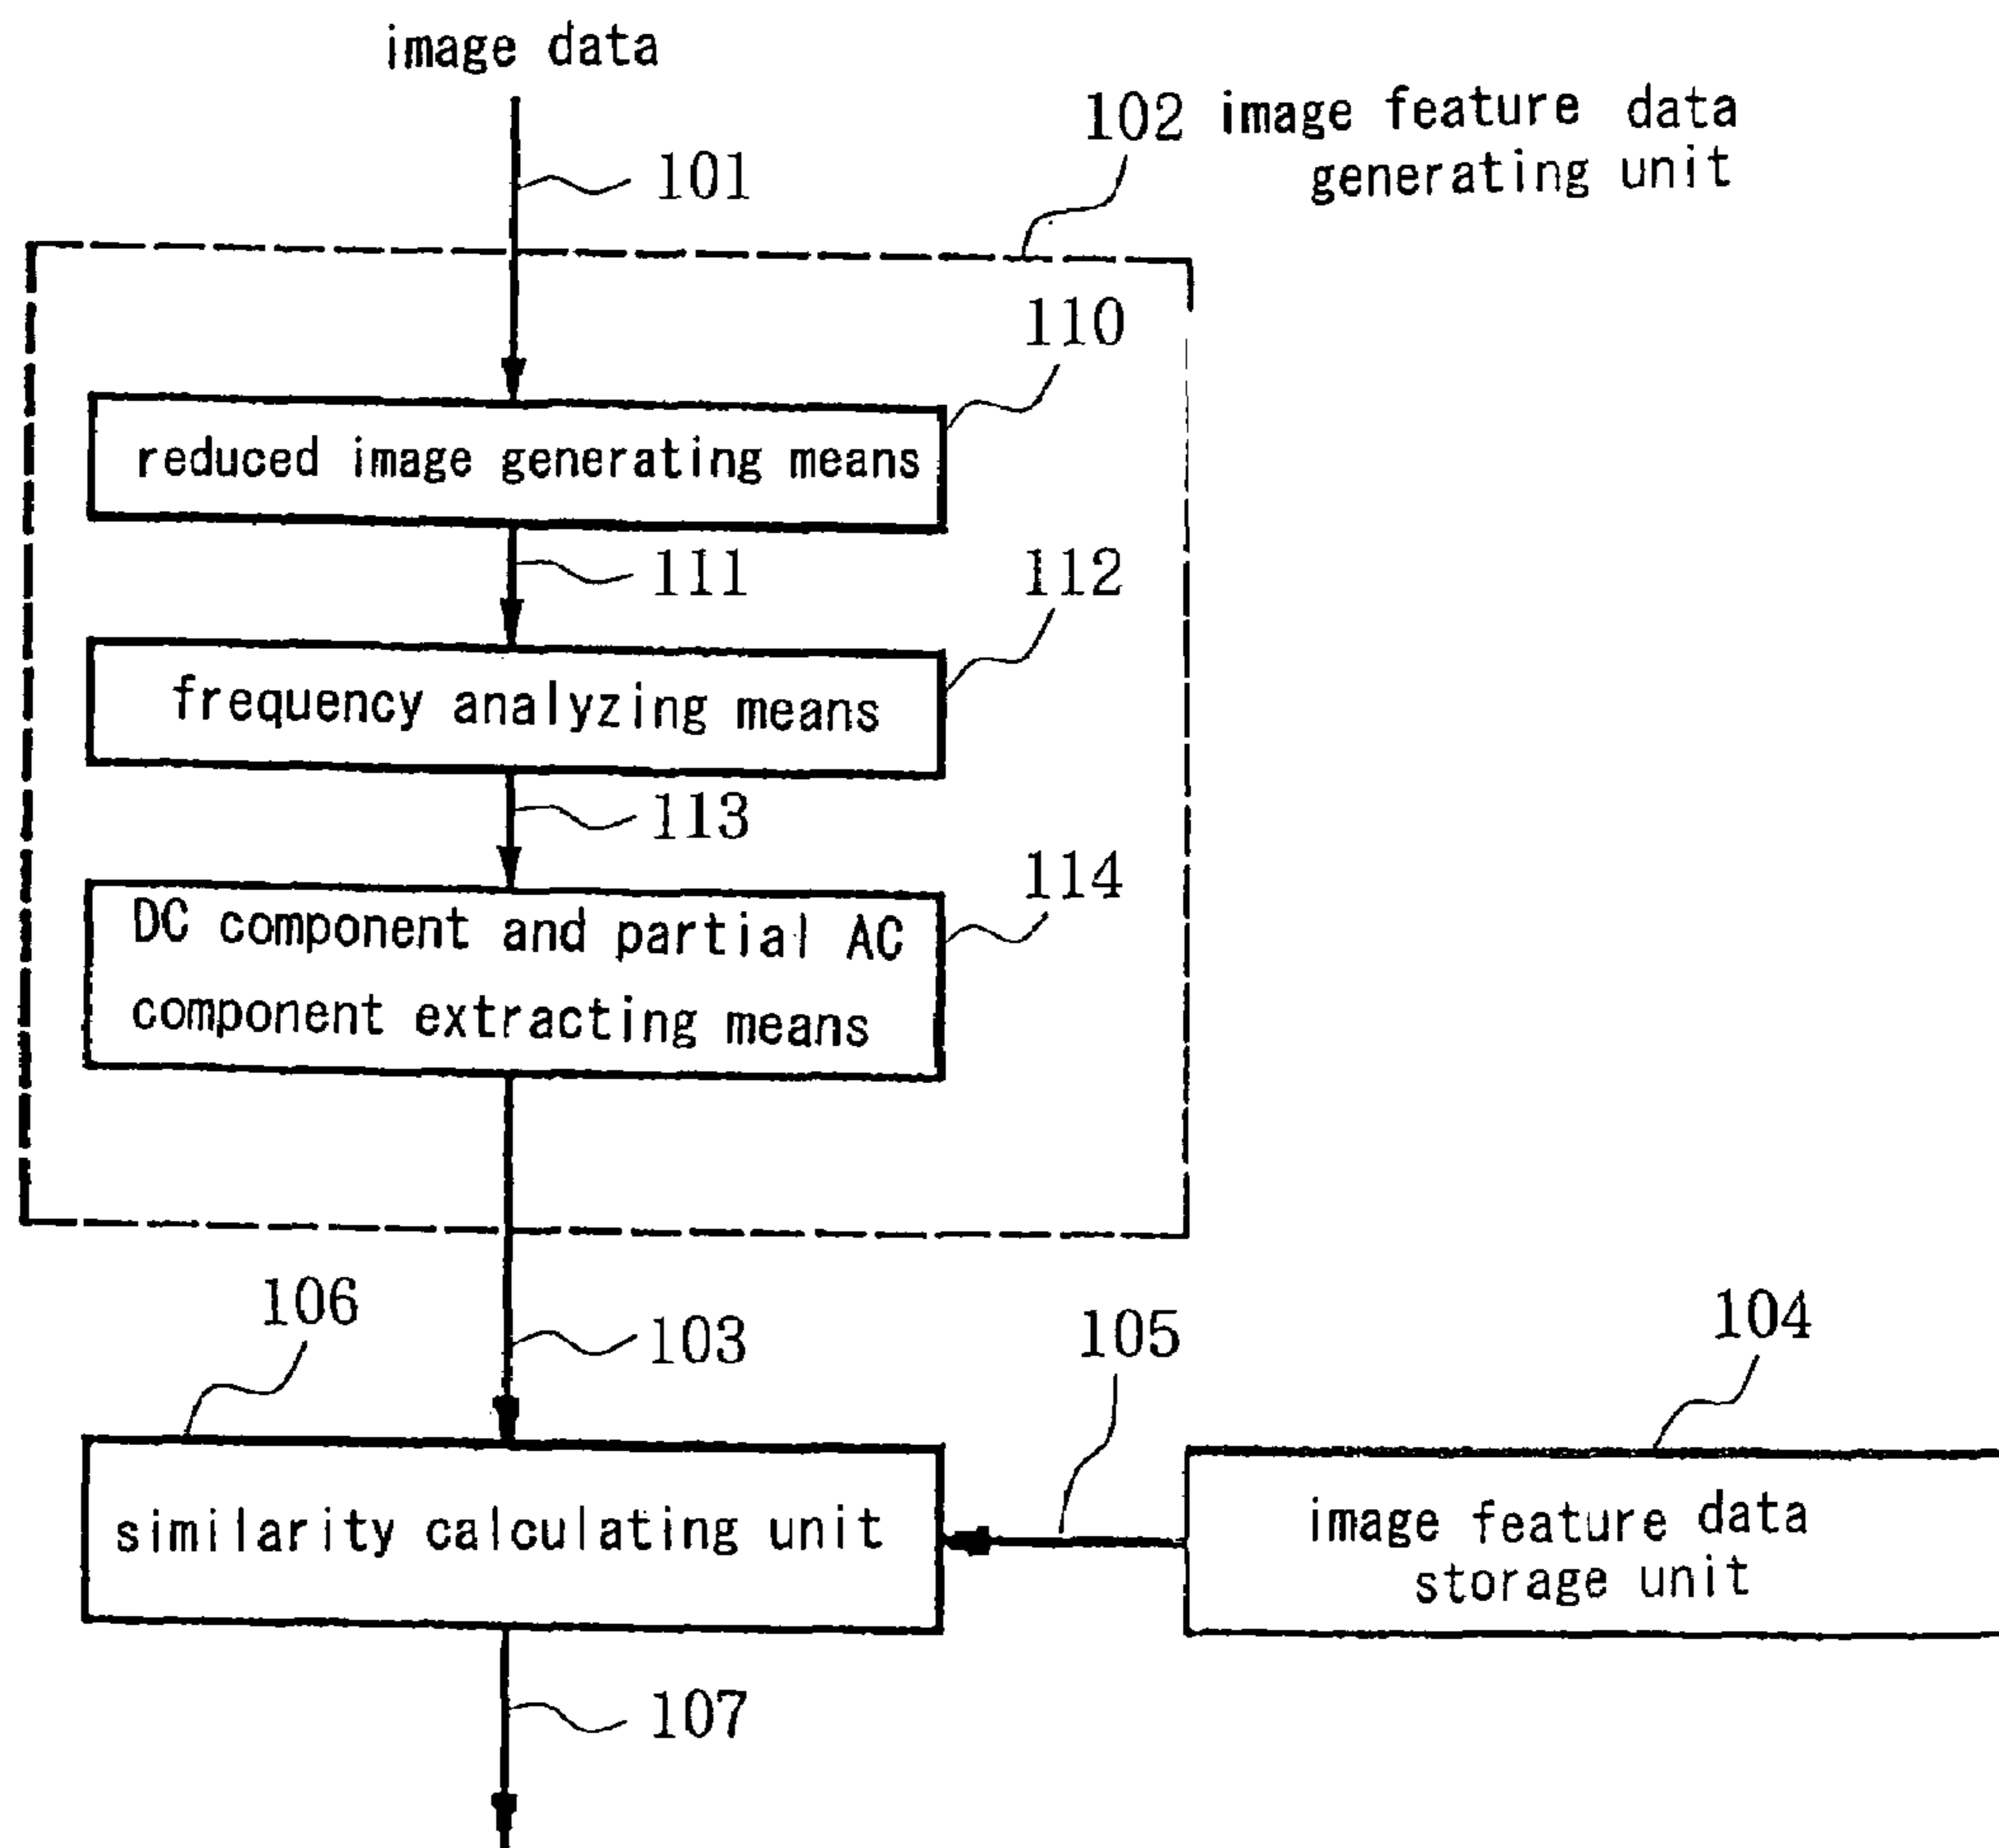 image data
102 image feature data
generating unit
101
110
reduced image generating means
111
112
frequency analyzing means
113
114
DC component and partial AC
component extracting means
106
103
105
104
similarity calculating unit
image feature data
storage unit
107